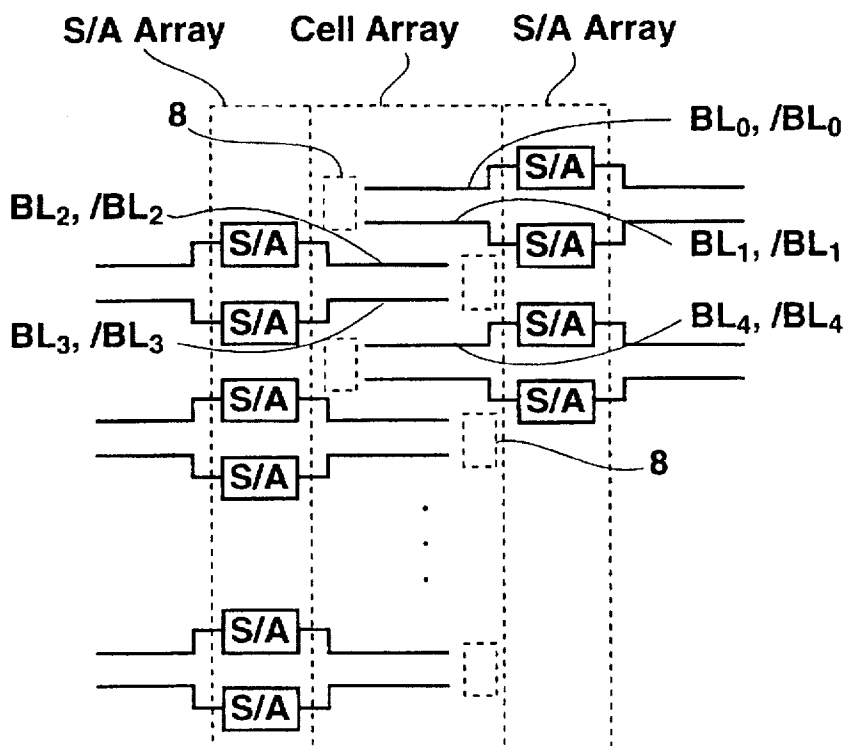 S/A Array Cell Array S/A Array
8
BL₀, /BL₀
S/A
BL₂, /BL₂
S/A
S/A
BL₁, /BL₁
S/A
S/A
BL₄, /BL₄
BL₃, /BL₃
S/A
S/A
8
S/A
S/A
S/A